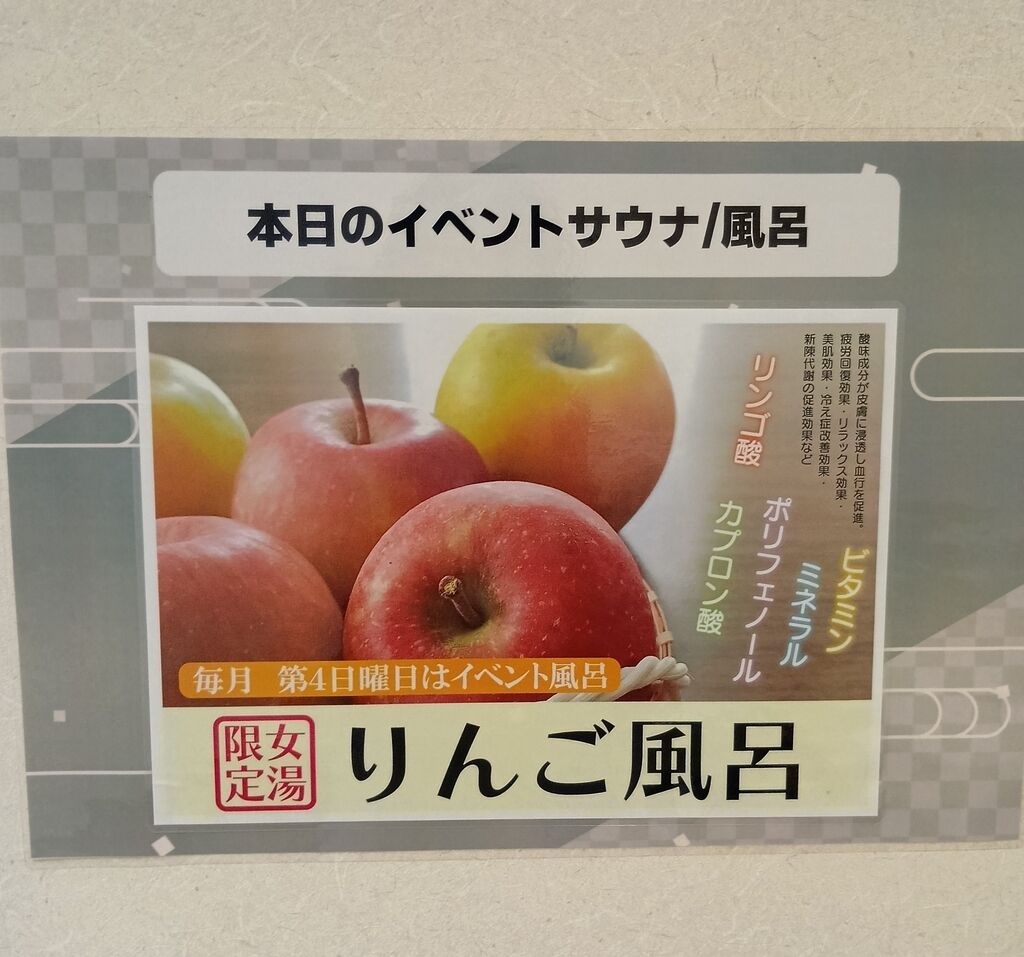 本日のイベントサウナ/風呂
酸味成分が皮膚に浸透し血行を促進。
疲労回復効果・リラックス効果・
美肌効果・冷え症改善効果・
新陳代謝の促進効果など
リンゴ酸
ビタミン
ミネラル
ポリフェノール
カプロン酸
毎月 第4日曜日はイベント風呂
女湯
限定
りんご風呂